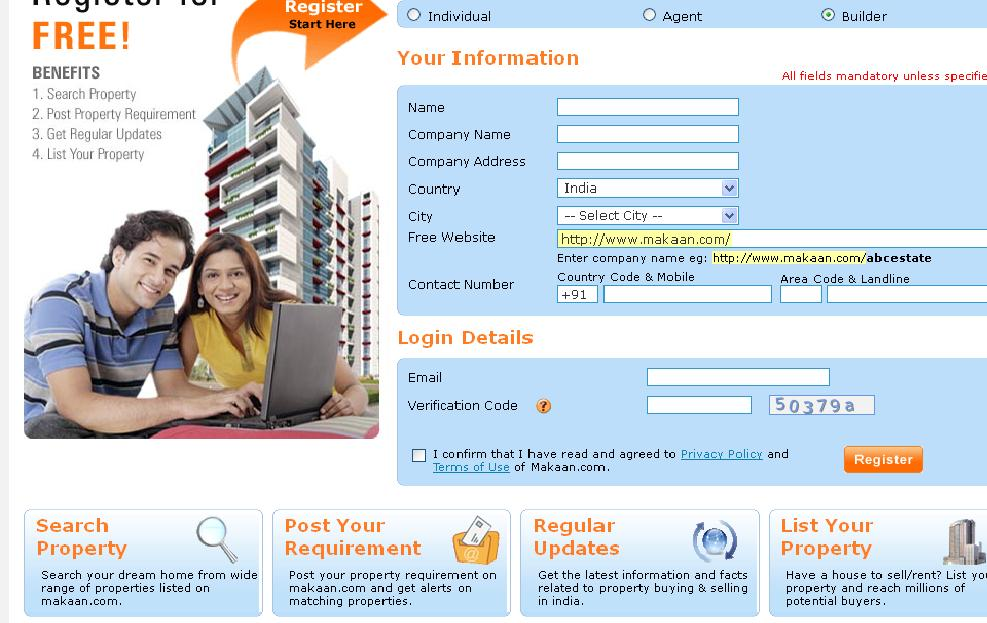 Register for
FREE!
BENEFITS
1. Search Property
2. Post Property Requirement
3. Get Regular Updates
4. List Your Property
Register
Start Here
Individual
Agent
Builder
Your Information
All fields mandatory unless specifie
Name
Company Name
Company Address
Country
India
City
-- Select City --
Free Website
http://www.makaan.com/
Enter company name eg: http://www.makaan.com/abcestate
Country Code & Mobile
Area Code & Landline
Contact Number
+91
Login Details
Email
Verification Code
?
50379a
I confirm that I have read and agreed to Privacy Policy and
Terms of Use of Makaan.com.
Register
Search
Property
Search your dream home from wide
range of properties listed on
makaan.com.
Post Your
Requirement
@
Post your property requirement on
makaan.com and get alerts on
matching properties.
Regular
Updates
Get the latest information and facts
related to property buying & selling
in india.
List Your
Property
Have a house to sell/rent? List yo
property and reach millions of
potential buyers.